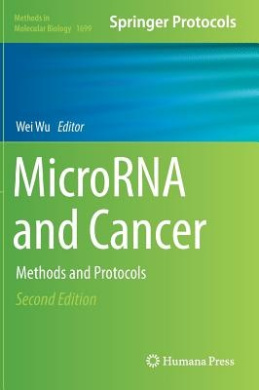 Methods in
Molecular Biology 1699
Springer Protocols
Wei Wu Editor
MicroRNA
and Cancer
Methods and Protocols
Second Edition
Humana Press